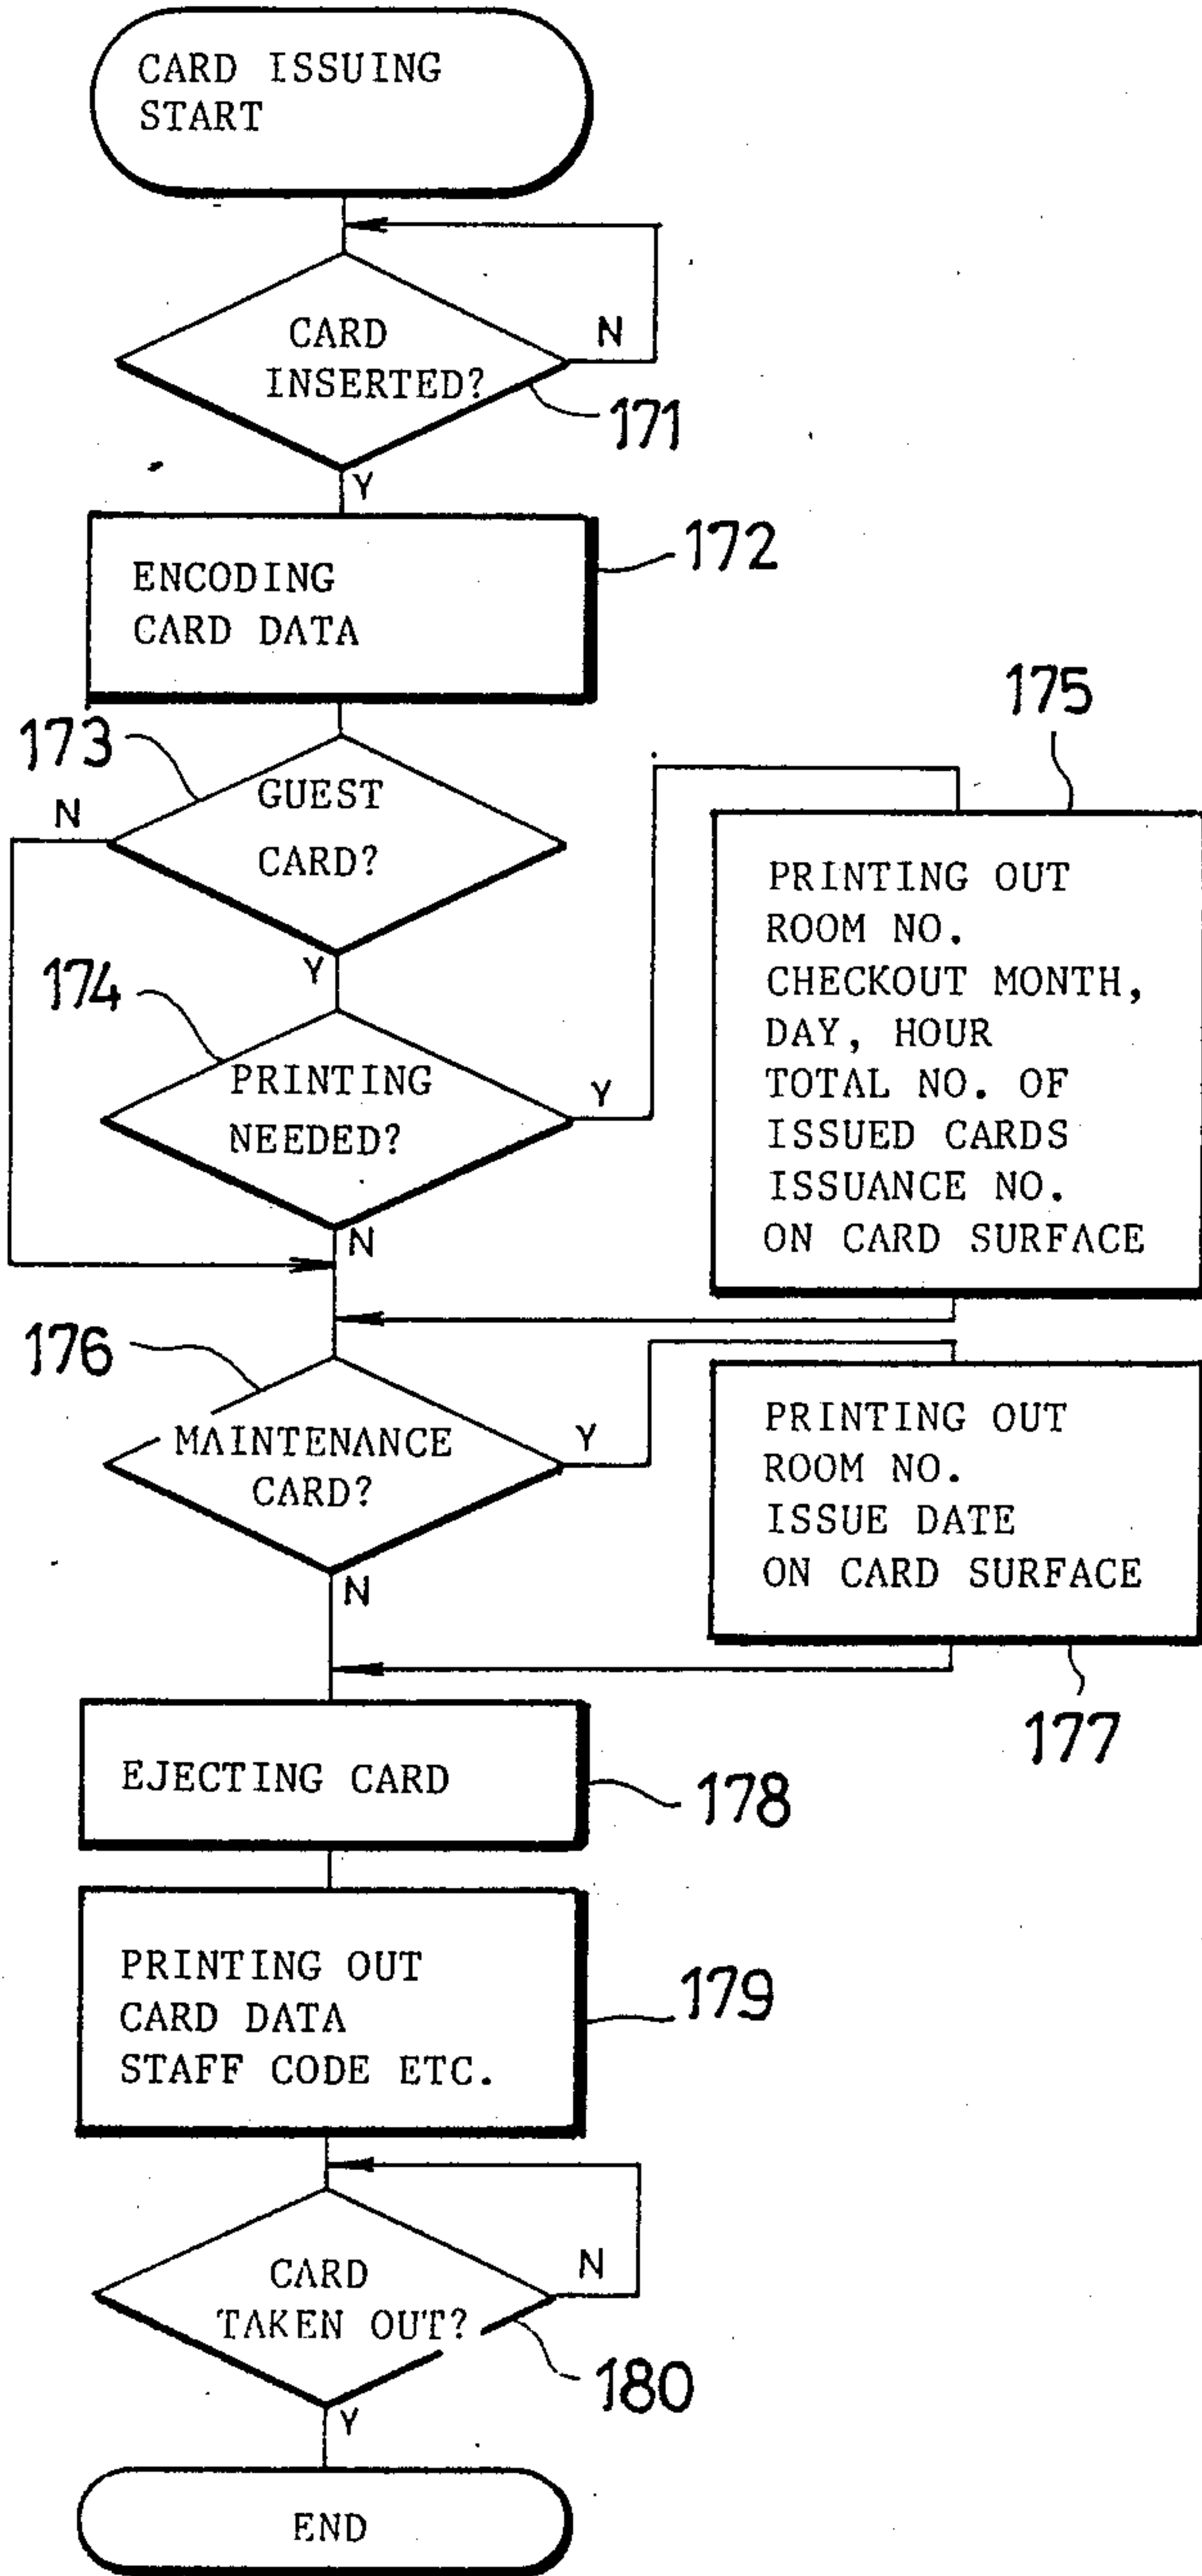 CARD ISSUING
START
CARD
INSERTED?
N
171
Y
ENCODING
CARD DATA
172
173
GUEST
CARD?
N
Y
174
PRINTING
NEEDED?
Y
N
175
PRINTING OUT
ROOM NO.
CHECKOUT MONTH,
DAY, HOUR
TOTAL NO. OF
ISSUED CARDS
ISSUANCE NO.
ON CARD SURFACE
176
MAINTENANCE
CARD?
Y
N
PRINTING OUT
ROOM NO.
ISSUE DATE
ON CARD SURFACE
177
EJECTING CARD
178
PRINTING OUT
CARD DATA
STAFF CODE ETC.
179
CARD
TAKEN OUT?
N
180
Y
END